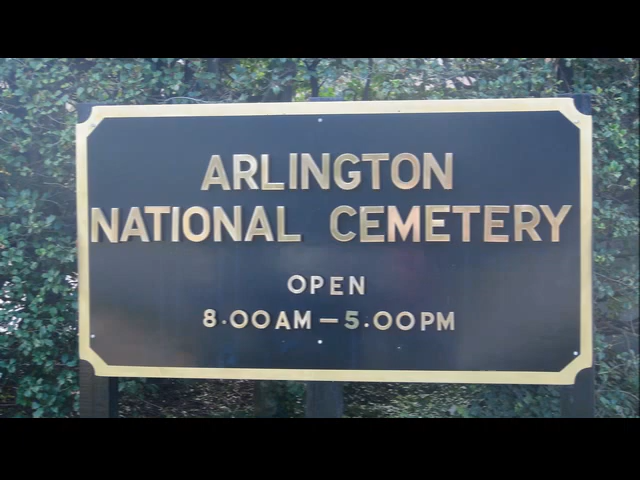 ARLINGTON
NATIONAL CEMETERY
OPEN
8.00AM – 5.00PM